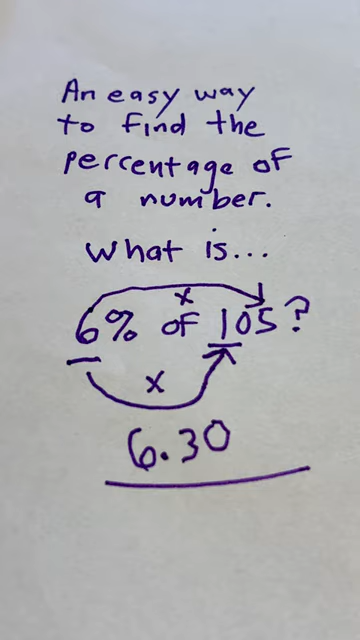 An easy way
to find the
percentage of
a number.
What is...
x
6% of 105?
x
6.30